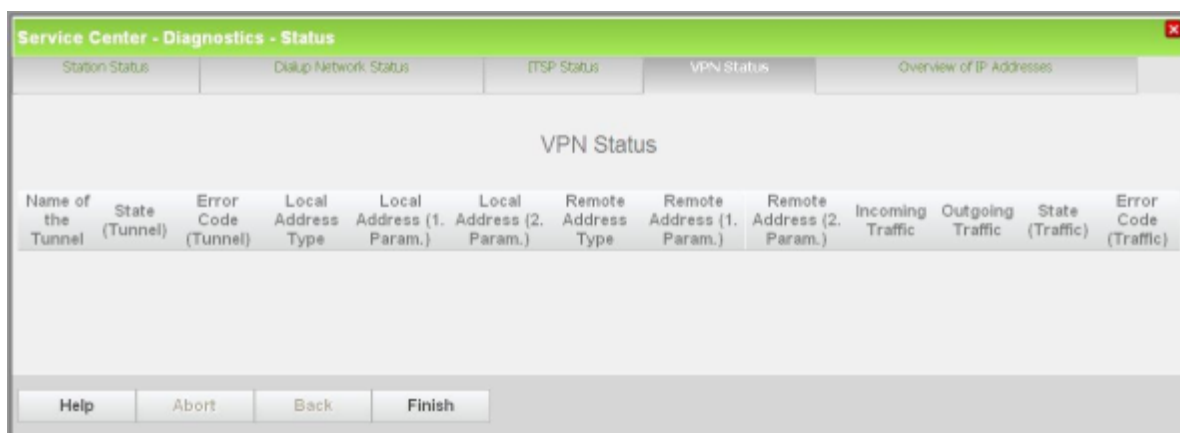 Service Center - Diagnostics - Status
Station Status Dialup Network Status ITSP Status VPN Status Overview of IP Addresses
VPN Status
Name of the Tunnel State (Tunnel) Error Code (Tunnel) Local Address Type Local Address (1. Param.) Local Address (2. Param.) Remote Address Type Remote Address (1. Param.) Remote Address (2. Param.) Incoming Traffic Outgoing Traffic State (Traffic) Error Code (Traffic)
Help Abort Back Finish